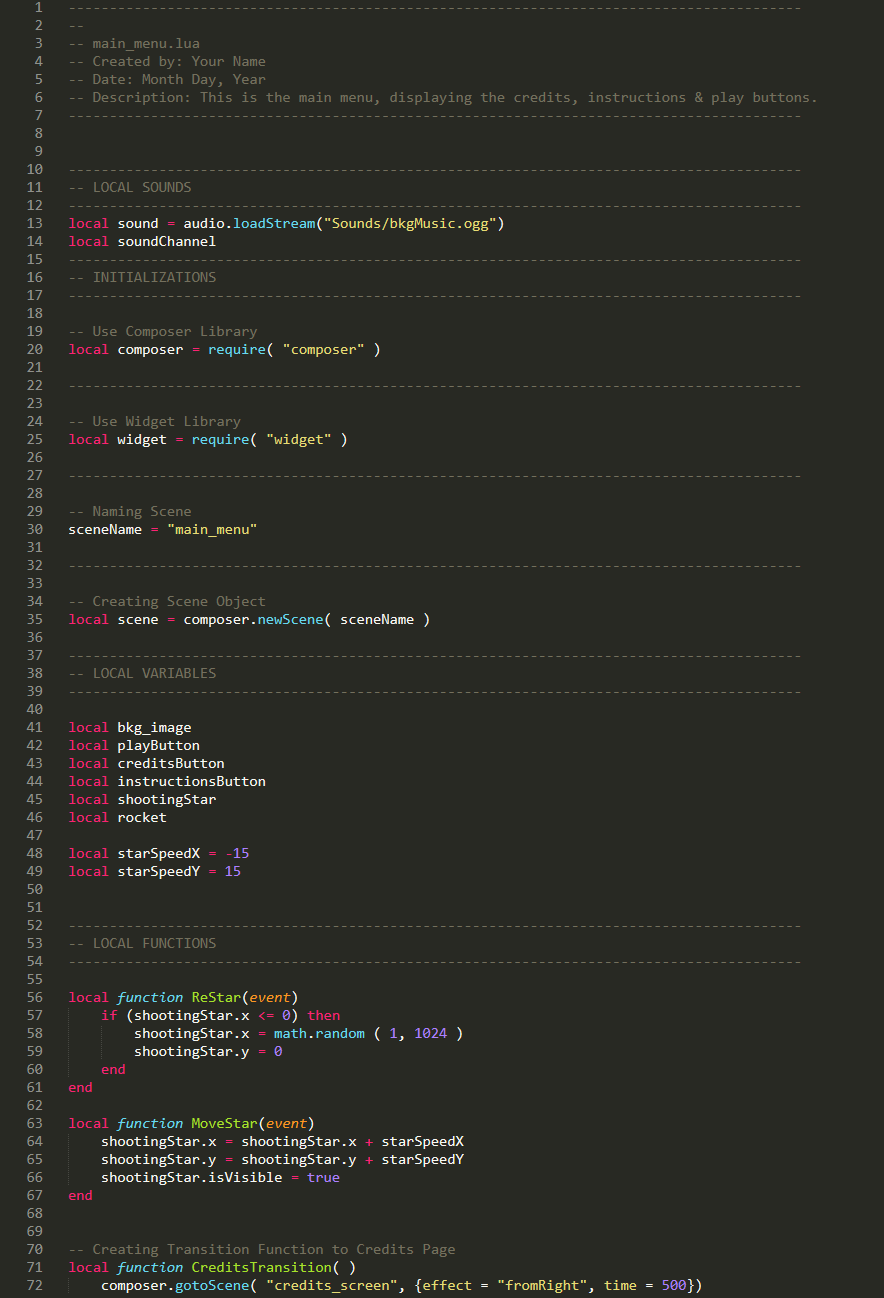 1 -----------------------------------------------------------------------------------------
2 --
3 -- main_menu.lua
4 -- Created by: Your Name
5 -- Date: Month Day, Year
6 -- Description: This is the main menu, displaying the credits, instructions & play buttons.
7 -----------------------------------------------------------------------------------------
8
9
10 -----------------------------------------------------------------------------------------
11 -- LOCAL SOUNDS
12 -----------------------------------------------------------------------------------------
13 local sound = audio.loadStream("Sounds/bkgMusic.ogg")
14 local soundChannel
15 -----------------------------------------------------------------------------------------
16 -- INITIALIZATIONS
17 -----------------------------------------------------------------------------------------
18
19 -- Use Composer Library
20 local composer = require( "composer" )
21
22 -----------------------------------------------------------------------------------------
23
24 -- Use Widget Library
25 local widget = require( "widget" )
26
27 -----------------------------------------------------------------------------------------
28
29 -- Naming Scene
30 sceneName = "main_menu"
31
32 -----------------------------------------------------------------------------------------
33
34 -- Creating Scene Object
35 local scene = composer.newScene( sceneName )
36
37 -----------------------------------------------------------------------------------------
38 -- LOCAL VARIABLES
39 -----------------------------------------------------------------------------------------
40
41 local bkg_image
42 local playButton
43 local creditsButton
44 local instructionsButton
45 local shootingStar
46 local rocket
47
48 local starSpeedX = -15
49 local starSpeedY = 15
50
51
52 -----------------------------------------------------------------------------------------
53 -- LOCAL FUNCTIONS
54 -----------------------------------------------------------------------------------------
55
56 local function ReStar(event)
57     if (shootingStar.x <= 0) then
58         shootingStar.x = math.random ( 1, 1024 )
59         shootingStar.y = 0
60     end
61 end
62
63 local function MoveStar(event)
64     shootingStar.x = shootingStar.x + starSpeedX
65     shootingStar.y = shootingStar.y + starSpeedY
66     shootingStar.isVisible = true
67 end
68
69
70 -- Creating Transition Function to Credits Page
71 local function CreditsTransition( )
72     composer.gotoScene( "credits_screen", {effect = "fromRight", time = 500})